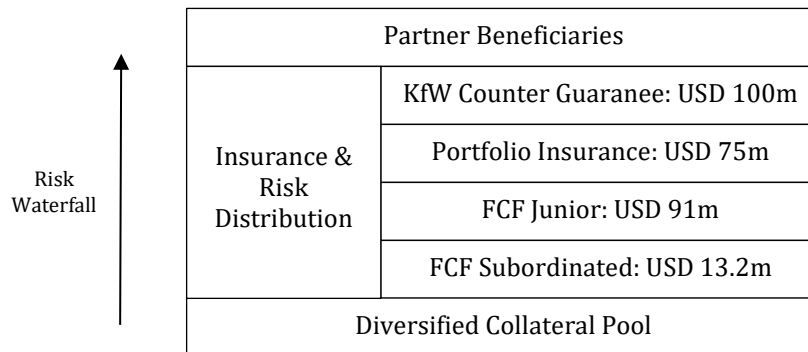 Partner Beneficiaries
Risk
Waterfall
Insurance &
Risk
Distribution
KfW Counter Guaranee: USD 100m
Portfolio Insurance: USD 75m
FCF Junior: USD 91m
FCF Subordinated: USD 13.2m
Diversified Collateral Pool